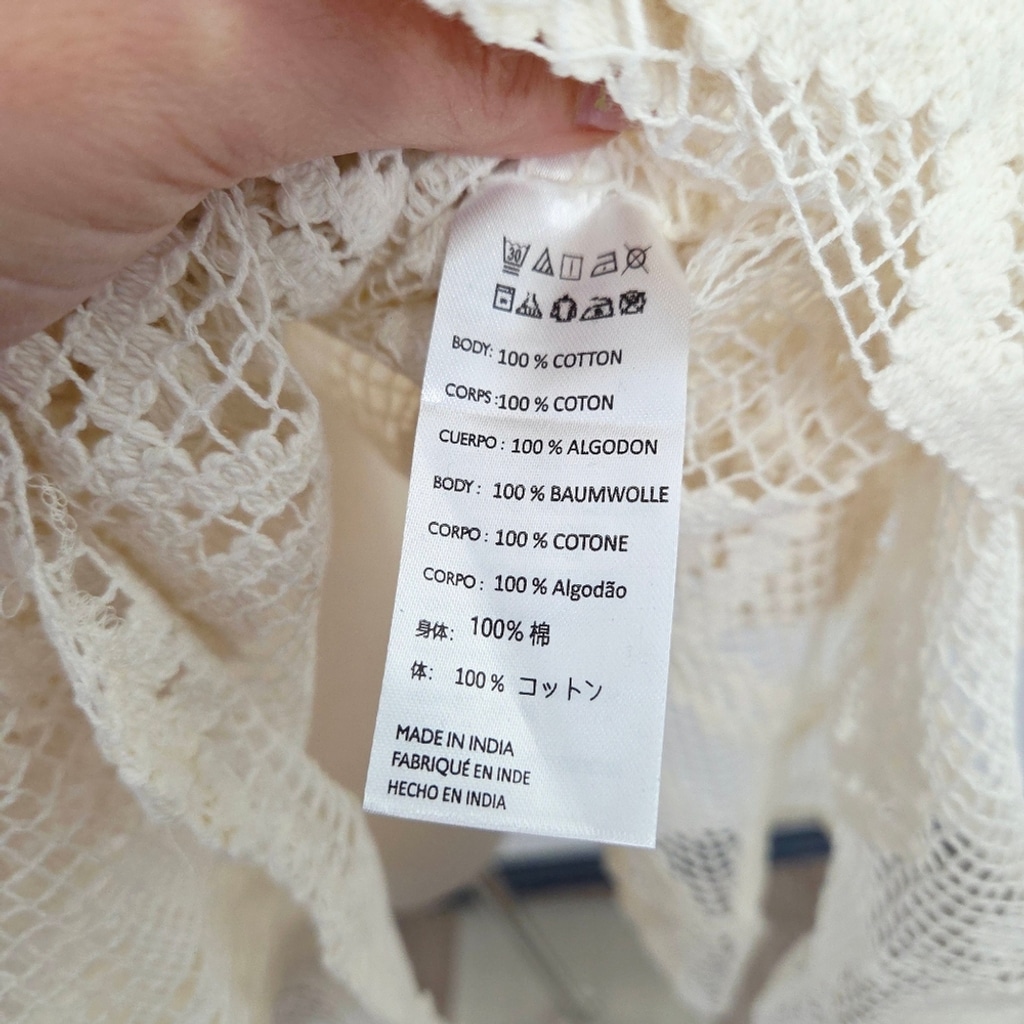 30
BODY: 100 % COTTON
CORPS :100 % COTON
CUERPO : 100 % ALGODON
BODY : 100 % BAUMWOLLE
CORPO : 100 % COTONE
CORPO : 100 % Algodão
身体: 100% 棉
体: 100 % コットン
MADE IN INDIA
FABRIQUÉ EN INDE
HECHO EN INDIA